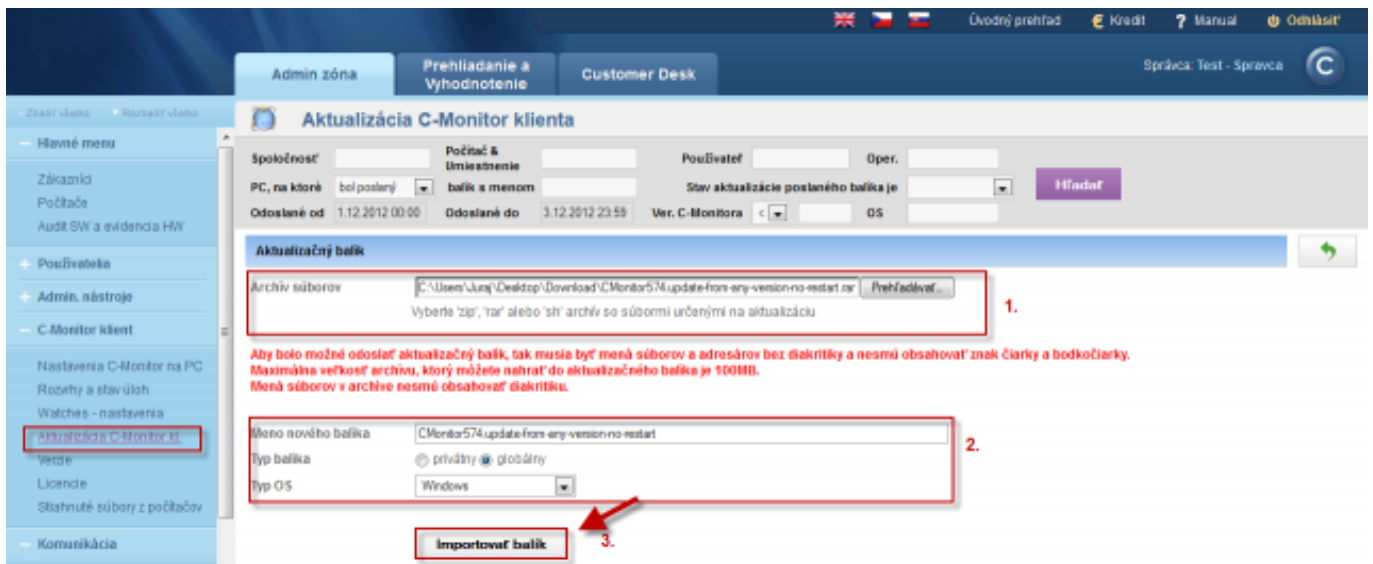 Úvodný prehľad Kredit ? Manual Odhlásiť
Admin zóna
Prehliadanie a
Vyhodnotenie
Customer Desk
Správca: Test - Spravca
Zbaliť všetko Rozbaliť všetko
Hlavné menu
Zákazníci
Počítače
Audit SW a evidencia HW
Používatelia
Admin. nástroje
C-Monitor klient
Nastavenia C-Monitor na PC
Rozvrhy a stav úloh
Watches - nastavenia
Aktualizácia C-Monitor kl.
Verzie
Licencie
Stiahnuté súbory z počítačov
Komunikácia
Aktualizácia C-Monitor klienta
Spoločnosť Počítač & Umiestnenie Používateľ Oper.
PC, na ktoré bol poslaný balík s menom Stav aktualizácie poslaného balíka je
Hľadať
Odoslané od 1.12.2012 00:00 Odoslané do 3.12.2012 23:59 Ver. C-Monitora < OS
Aktualizačný balík
Archív súborov C:\Users\Juraj\Desktop\Download\CMonitor574.update-from-any-version-no-restart.rar Prehľadávať...
Vyberte 'zip', 'rar' alebo 'sh' archív so súbormi určenými na aktualizáciu
1.
Aby bolo možné odoslať aktualizačný balík, tak musia byť mená súborov a adresárov bez diakritiky a nesmú obsahovať znak čiarky a bodkočiarky.
Maximálna veľkosť archívu, ktorý môžete nahrať do aktualizačného balíka je 100MB.
Mená súborov v archive nesmú obsahovať diakritiku.
Meno nového balíka CMonitor574.update-from-any-version-no-restart
2.
Typ balíka privátny globálny
Typ OS Windows
Importovať balík
3.